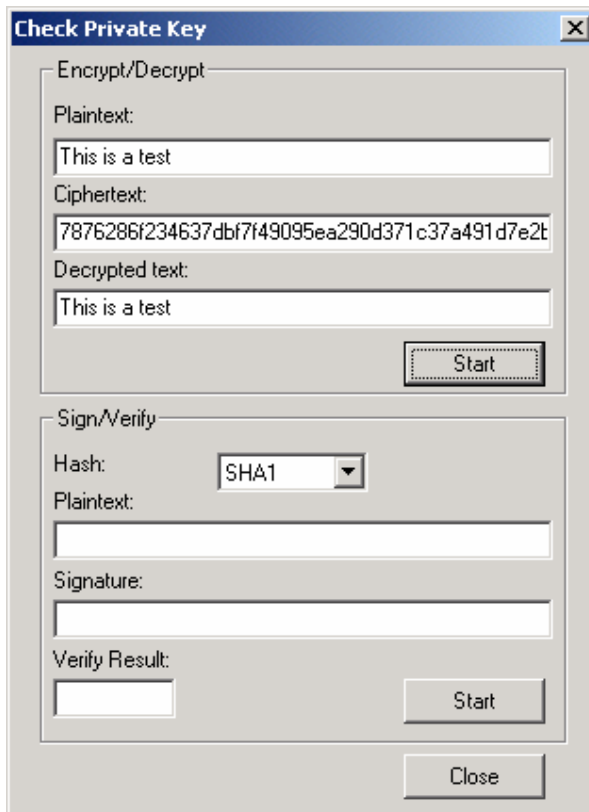 Check Private Key
Encrypt/Decrypt
Plaintext:
This is a test
Ciphertext:
7876286f234637dbf7f49095ea290d371c37a491d7e2b
Decrypted text:
This is a test
Start
Sign/Verify
Hash: SHA1
Plaintext:
Signature:
Verify Result:
Start
Close